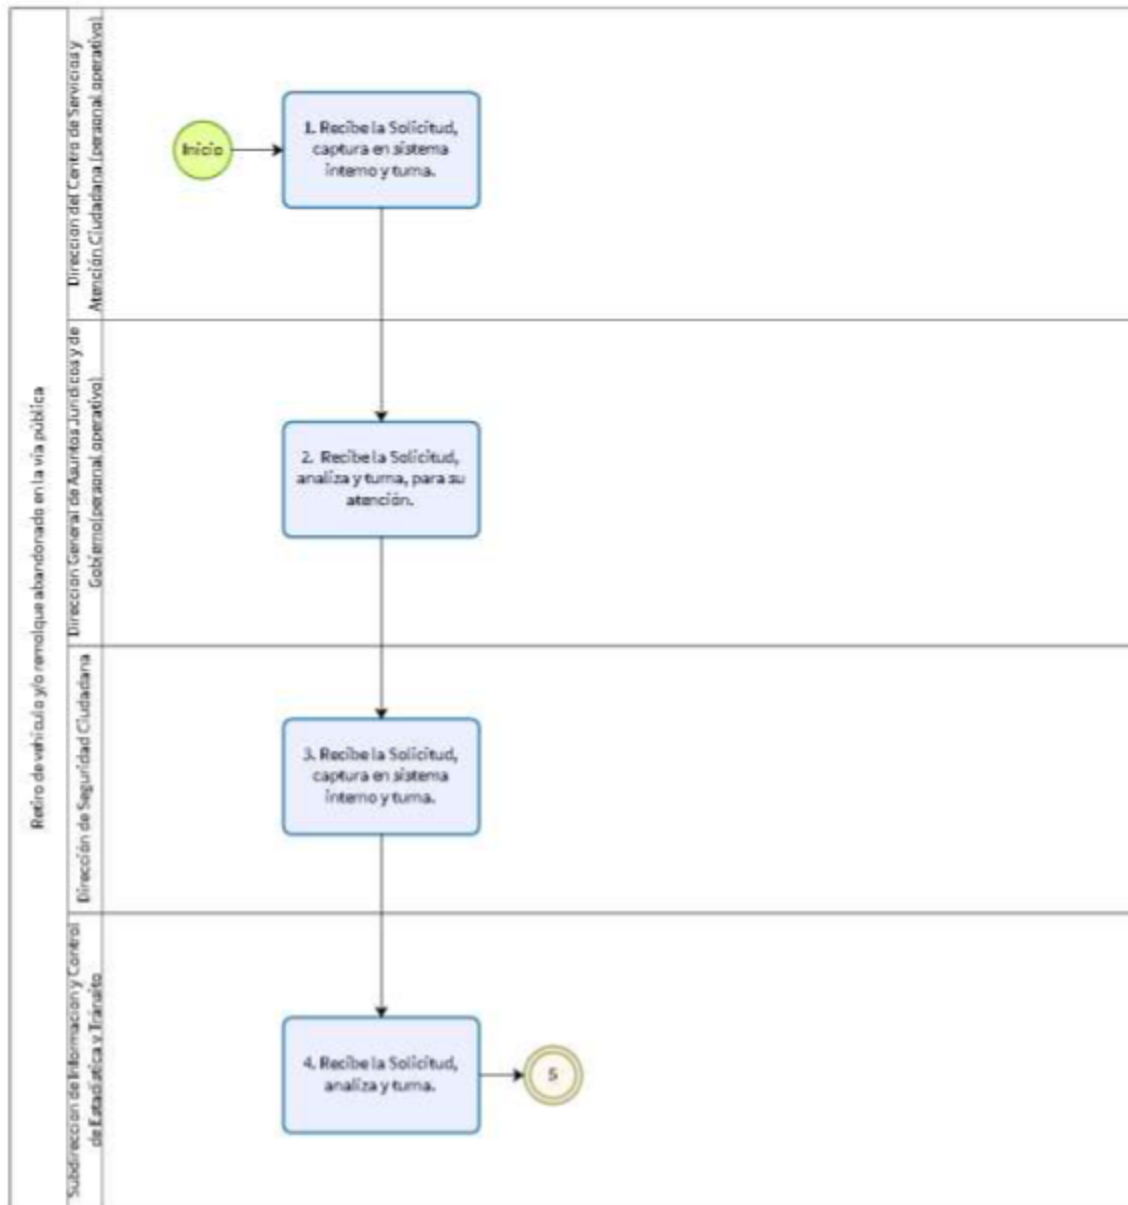 Retiro de vehículo y/o remolque abandonado en la vía pública
Dirección del Centro de Servicios y
Atención Ciudadana (personal operativo)
Inicio
1. Recibe la Solicitud,
captura en sistema
interno y turna.
Dirección General de Asuntos Jurídicos y de
Gobierno(personal operativo)
2. Recibe la Solicitud,
analiza y turna, para su
atención.
Dirección de Seguridad Ciudadana
3. Recibe la Solicitud,
captura en sistema
interno y turna.
Subdirección de Información y Control
de Estadística y Tránsito
4. Recibe la Solicitud,
analiza y turna.
5